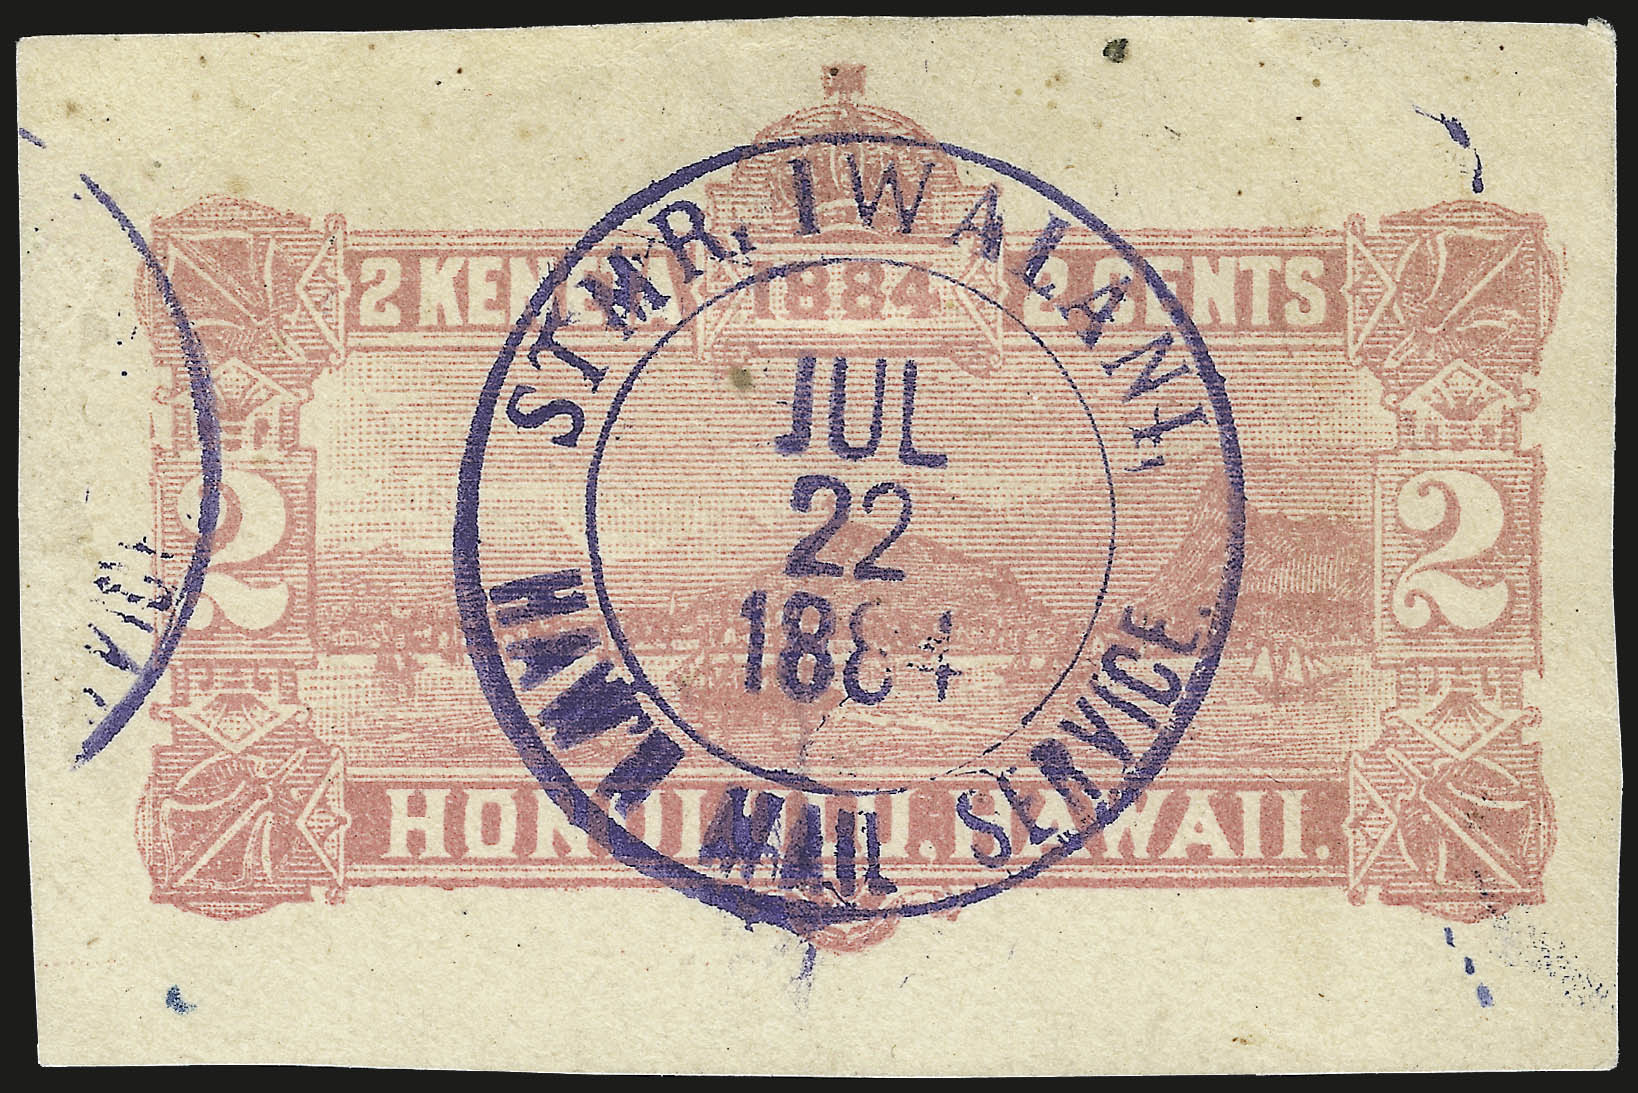 2 KENETA 1884 2 CENTS
2 2
HONOLULU. HAWAII.
STMR. IWALANI.
JUL
22
1884
HAW'N MAIL SERVICE.